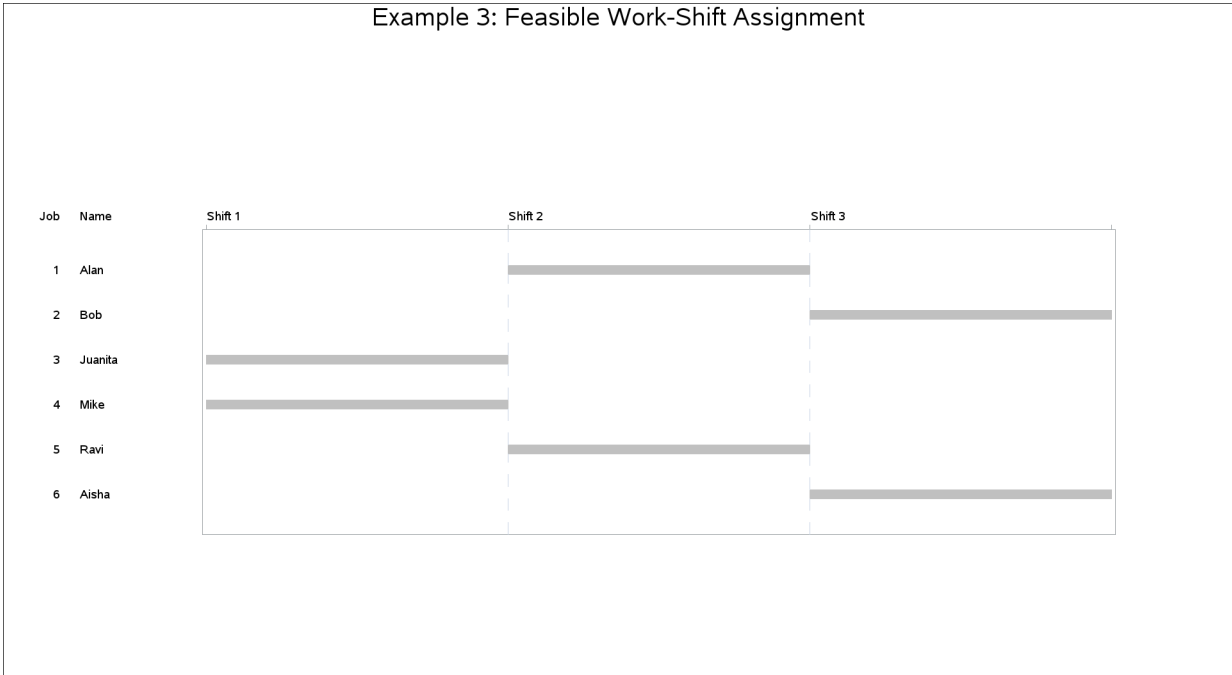 Example 3: Feasible Work-Shift Assignment
Job Name Shift 1 Shift 2 Shift 3
1 Alan
2 Bob
3 Juanita
4 Mike
5 Ravi
6 Aisha